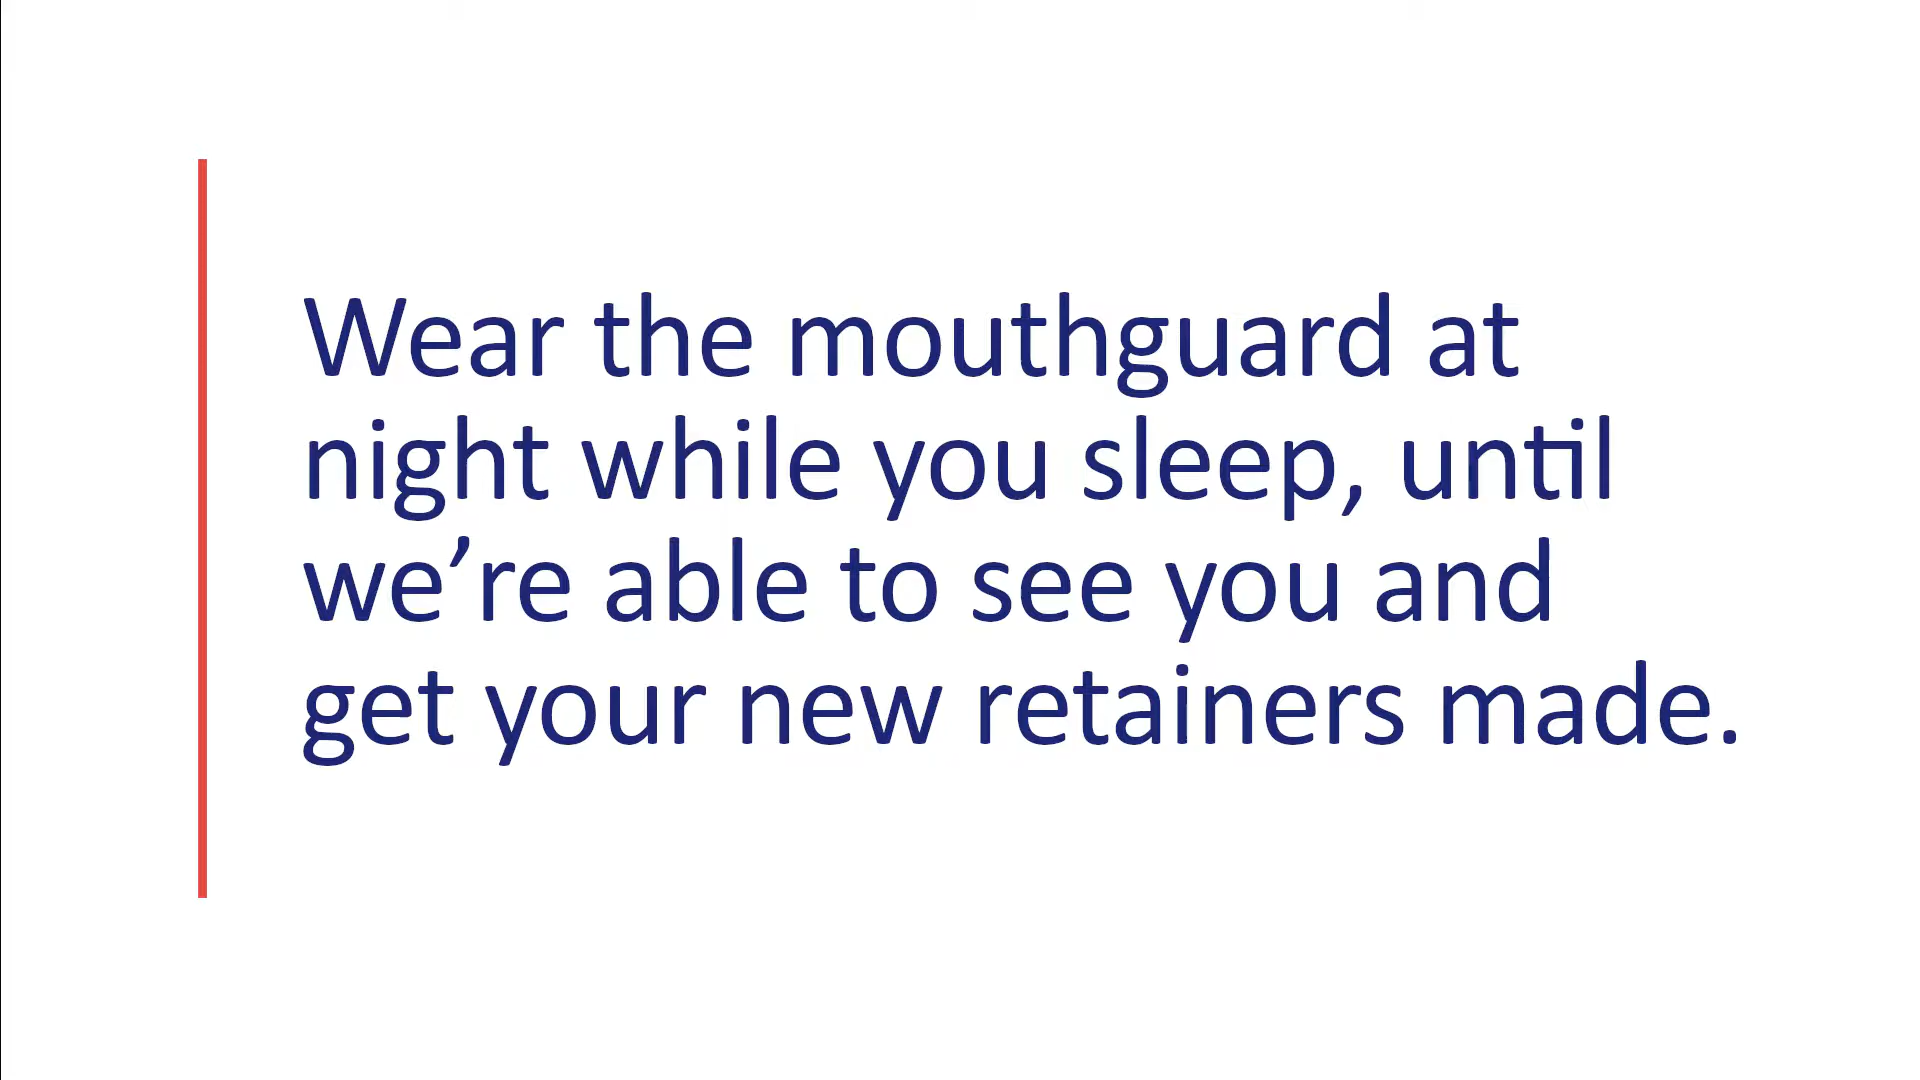 Wear the mouthguard at
night while you sleep, until
we’re able to see you and
get your new retainers made.